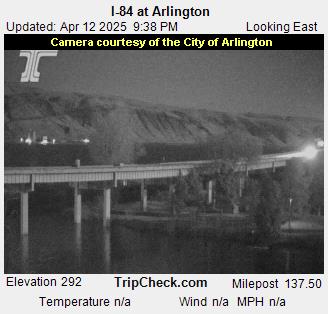 I-84 at Arlington
Updated: Apr 12 2025 9:38 PM Looking East
Camera courtesy of the City of Arlington
Elevation 292 TripCheck.com Milepost 137.50
Temperature n/a Wind n/a MPH n/a